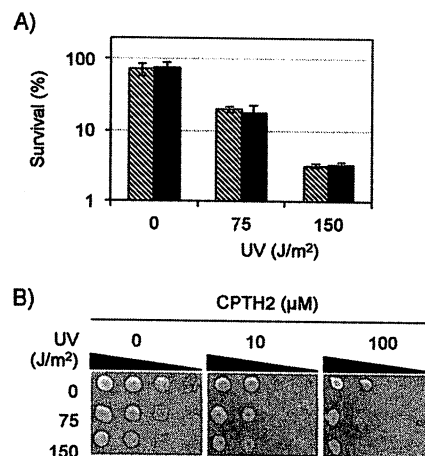 A)
100
10
1
Survival (%)
0 75 150
UV (J/m²)
B)
CPTH2 (µM)
UV 0 10 100
(J/m²)
0
75
150